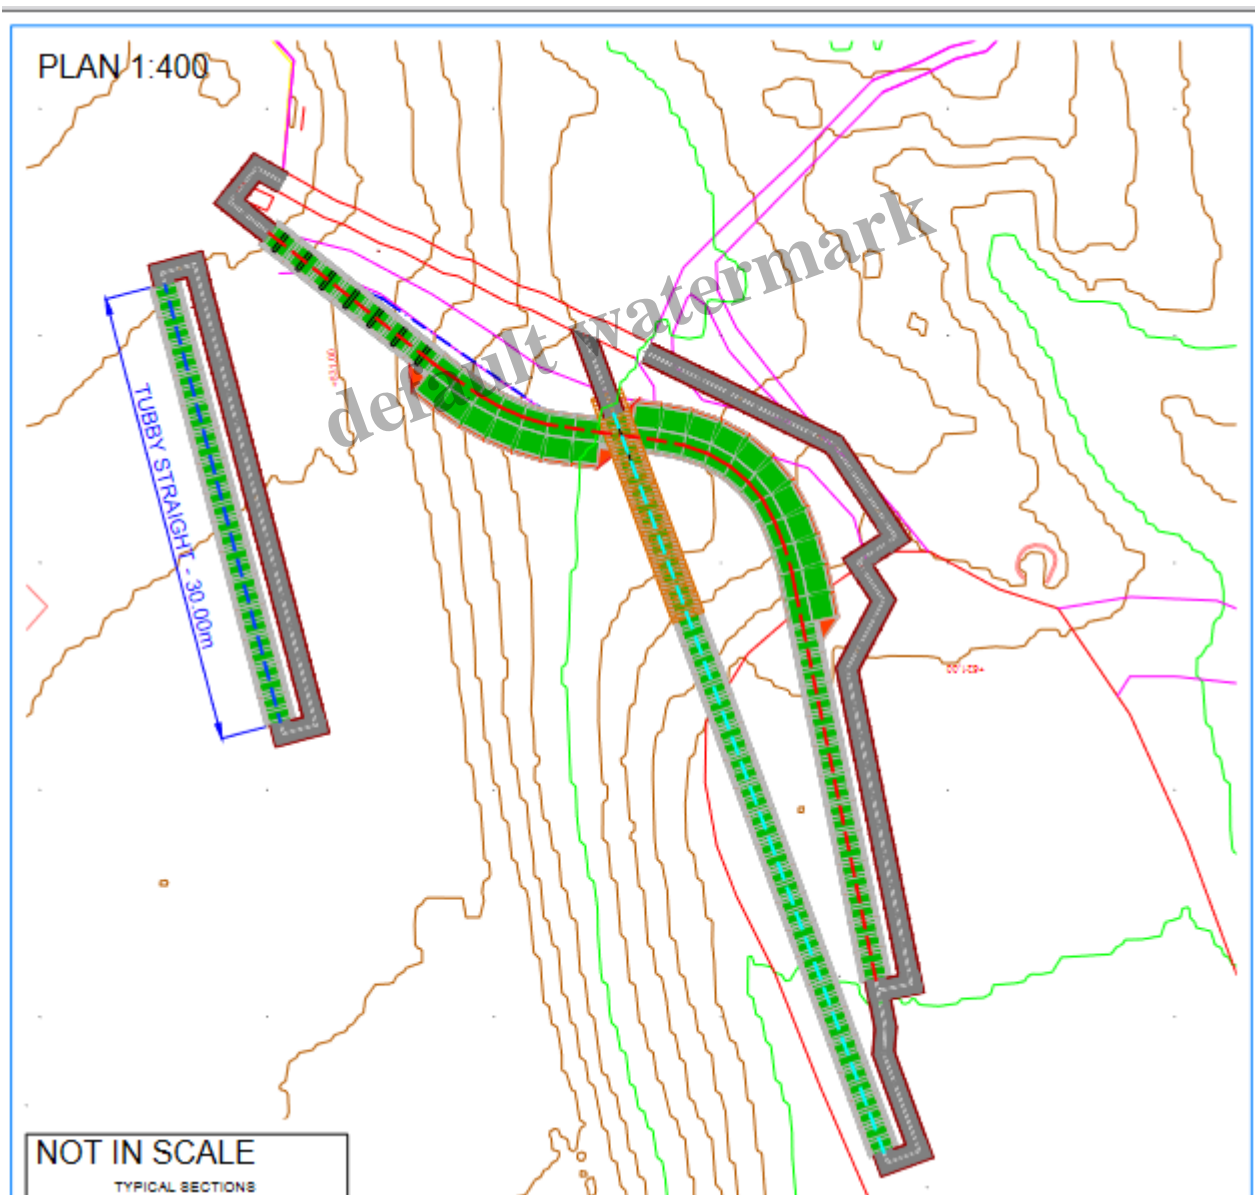 PLAN 1:400
default watermark
TUBBY STRAIGHT - 30.00m
NOT IN SCALE
TYPICAL SECTIONS